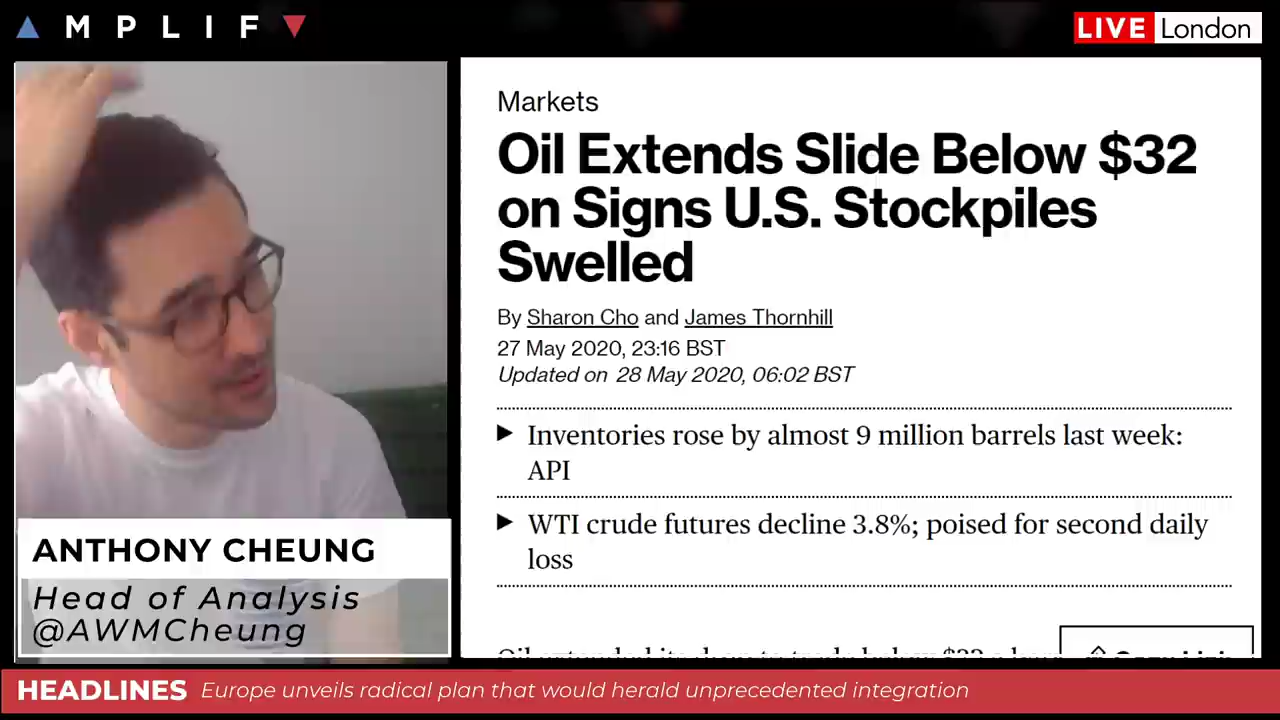 AMPLIFY
LIVE London
Markets
Oil Extends Slide Below $32
on Signs U.S. Stockpiles
Swelled
By Sharon Cho and James Thornhill
27 May 2020, 23:16 BST
Updated on 28 May 2020, 06:02 BST
Inventories rose by almost 9 million barrels last week:
API
WTI crude futures decline 3.8%; poised for second daily
loss
ANTHONY CHEUNG
Head of Analysis
@AWMCheung
HEADLINES Europe unveils radical plan that would herald unprecedented integration